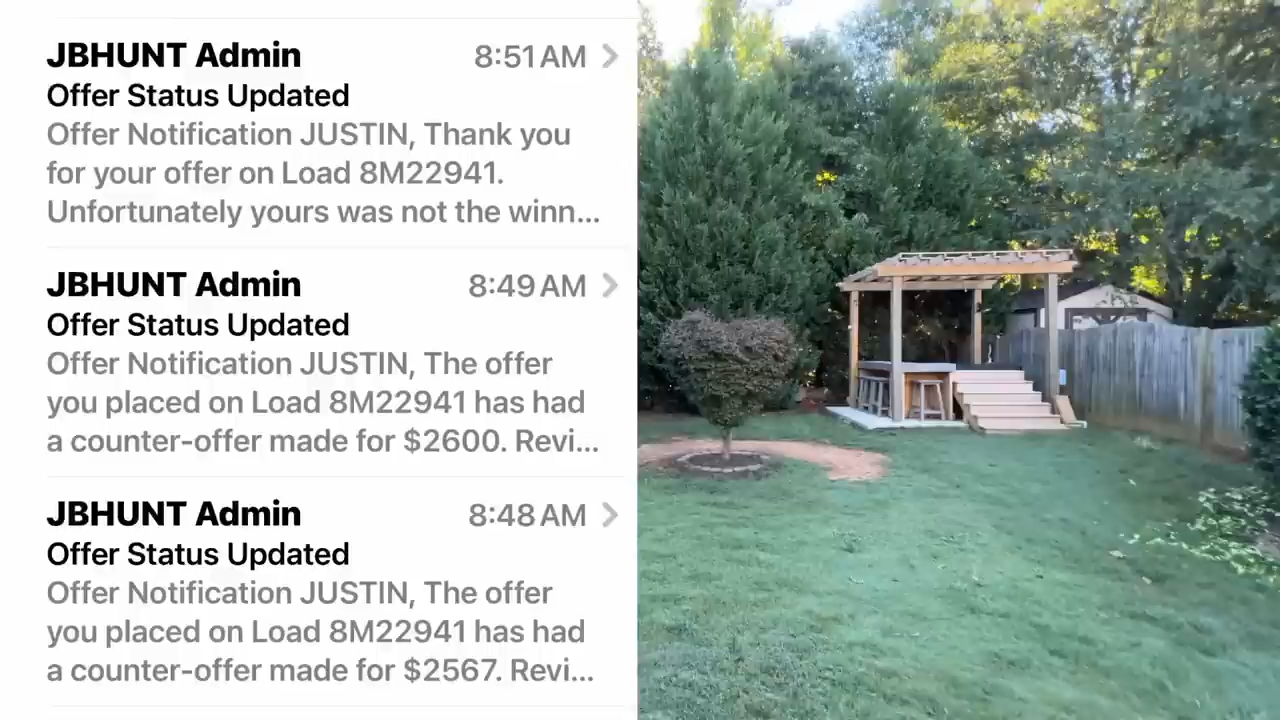 JBHUNT Admin 8:51 AM
Offer Status Updated
Offer Notification JUSTIN, Thank you
for your offer on Load 8M22941.
Unfortunately yours was not the winn...
JBHUNT Admin 8:49 AM
Offer Status Updated
Offer Notification JUSTIN, The offer
you placed on Load 8M22941 has had
a counter-offer made for $2600. Revi...
JBHUNT Admin 8:48 AM
Offer Status Updated
Offer Notification JUSTIN, The offer
you placed on Load 8M22941 has had
a counter-offer made for $2567. Revi...